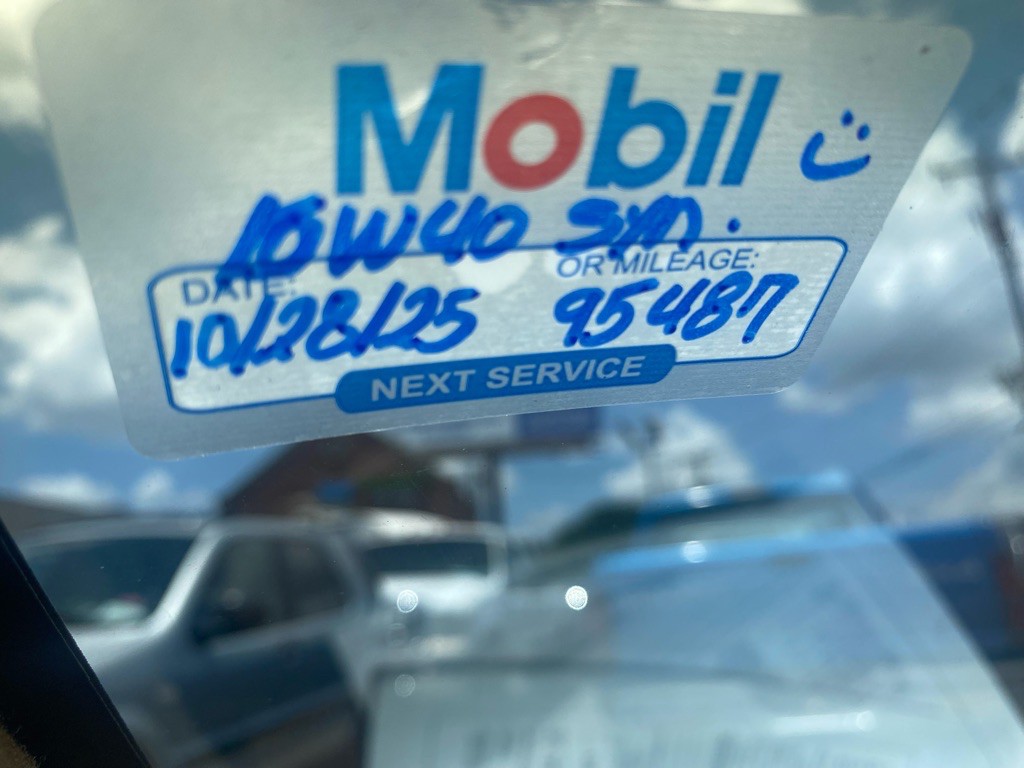 Mobil
10W40 syn.
DATE: OR MILEAGE:
10/28/25 95487
NEXT SERVICE